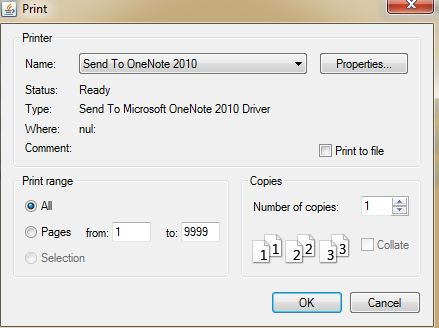 Print
Printer
Name: Send To OneNote 2010 Properties...
Status: Ready
Type: Send To Microsoft OneNote 2010 Driver
Where: nul:
Comment: Print to file
Print range
All
Pages from: 1 to: 9999
Selection
Copies
Number of copies: 1
1 1 2 2 3 3 Collate
OK Cancel